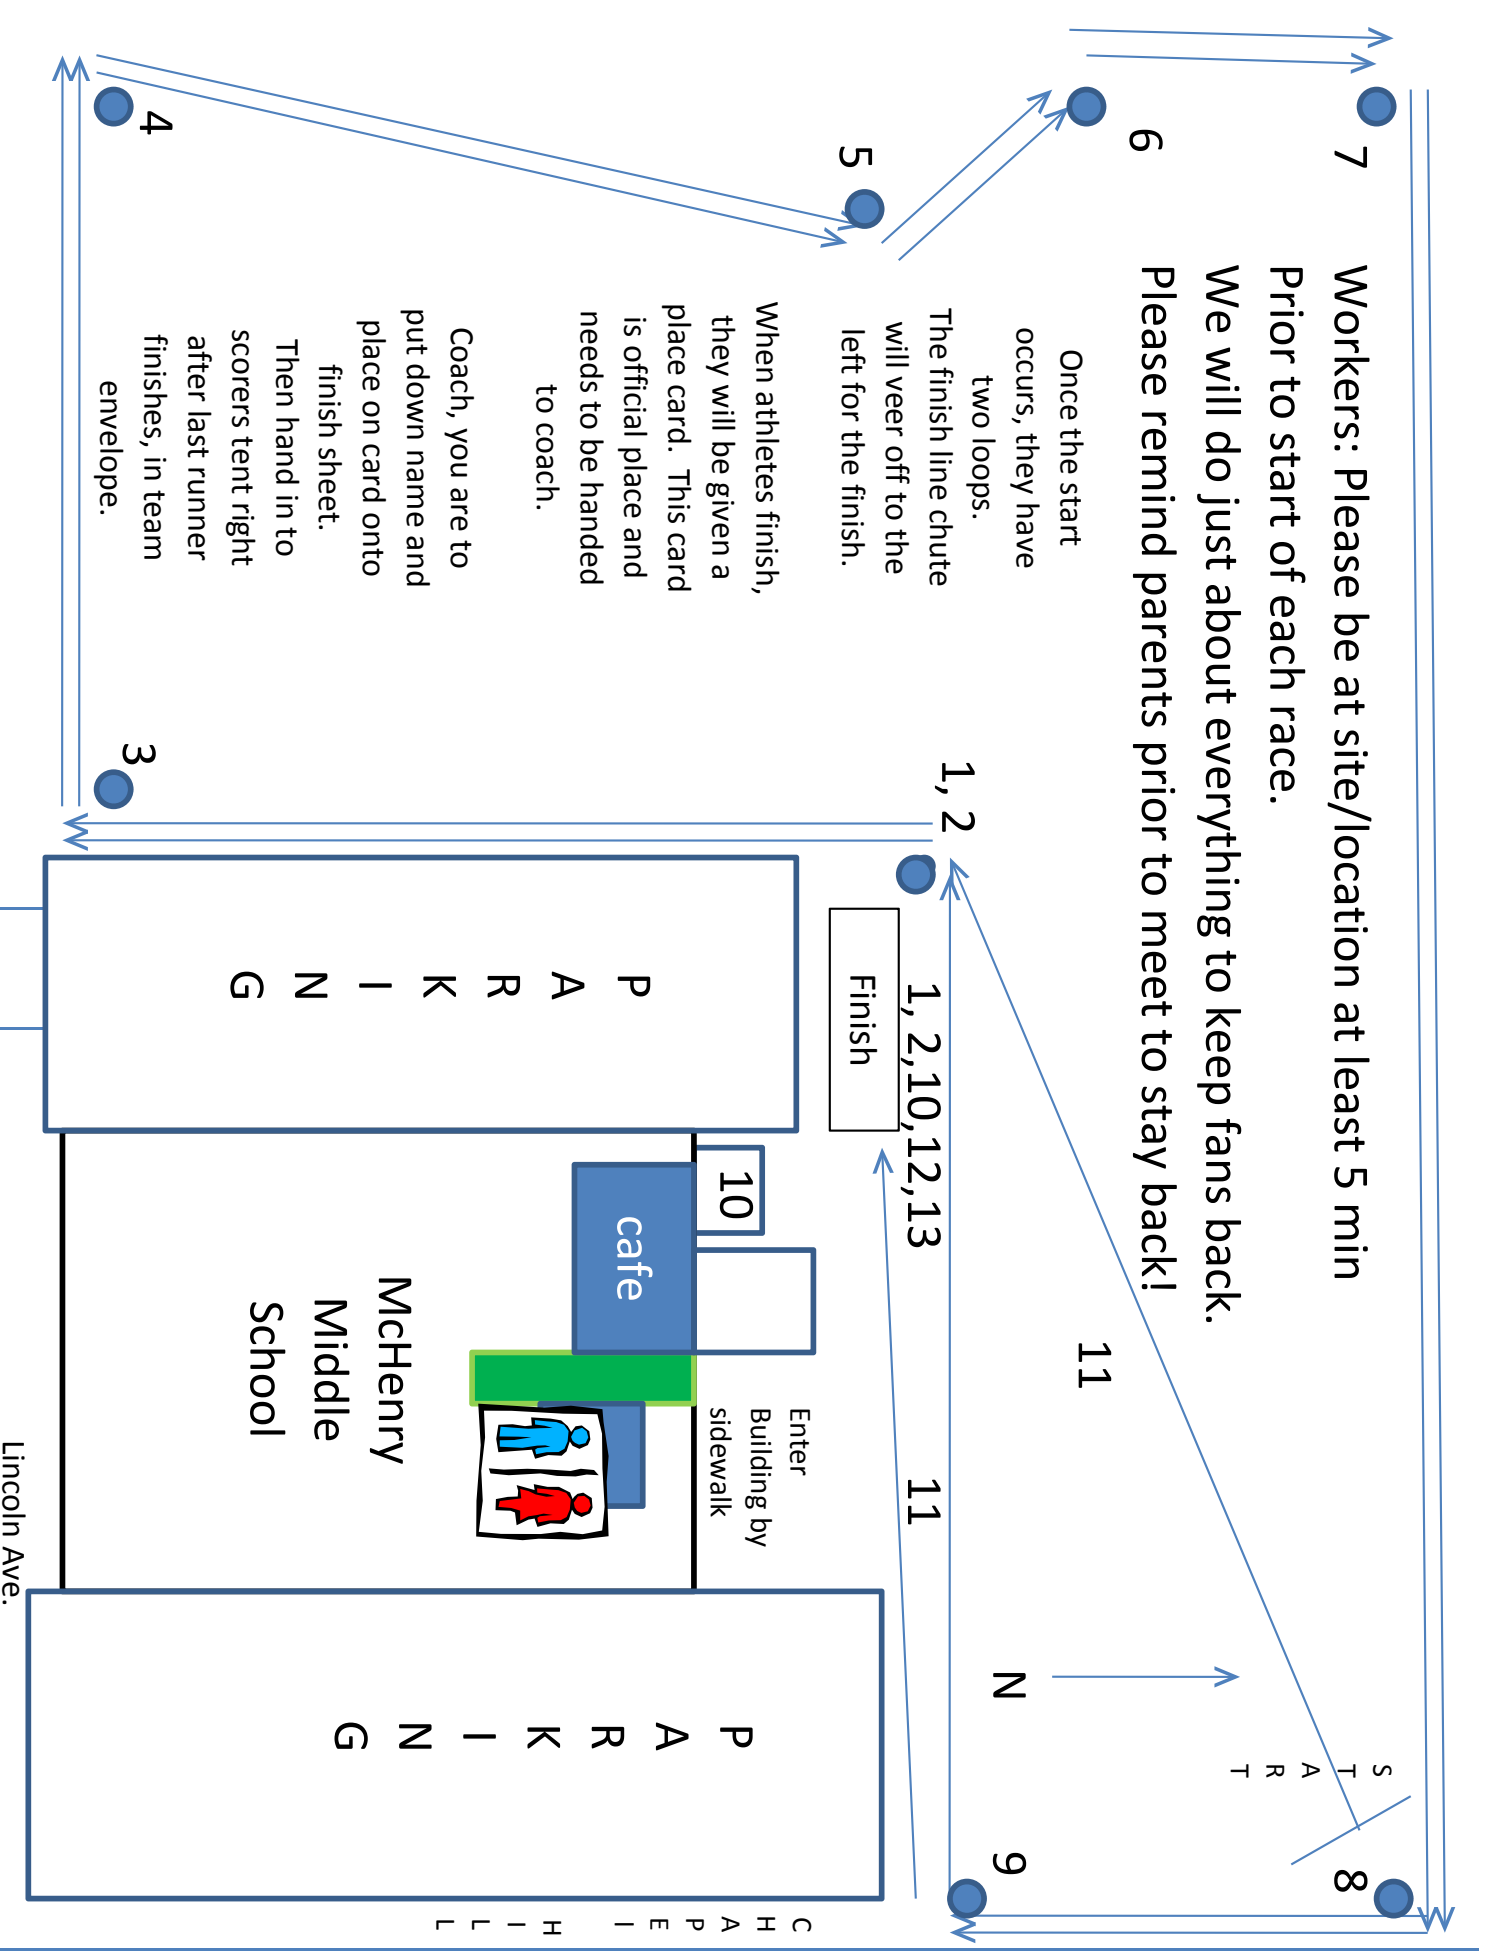 Workers: Please be at site/location at least 5 min
Prior to start of each race.
We will do just about everything to keep fans back.
Please remind parents prior to meet to stay back!
7
6
5
4
3
Once the start
occurs, they have
two loops.
The finish line chute
will veer off to the
left for the finish.
When athletes finish,
they will be given a
place card. This card
is official place and
needs to be handed
to coach.
Coach, you are to
put down name and
place on card onto
finish sheet.
Then hand in to
scorers tent right
after last runner
finishes, in team
envelope.
1, 2
1, 2,10,12,13
Finish
11
11
START
8
9
N
PARKING
10
cafe
Enter
Building by
sidewalk
McHenry
Middle
School
PARKING
CHAPEl HILL
Lincoln Ave.